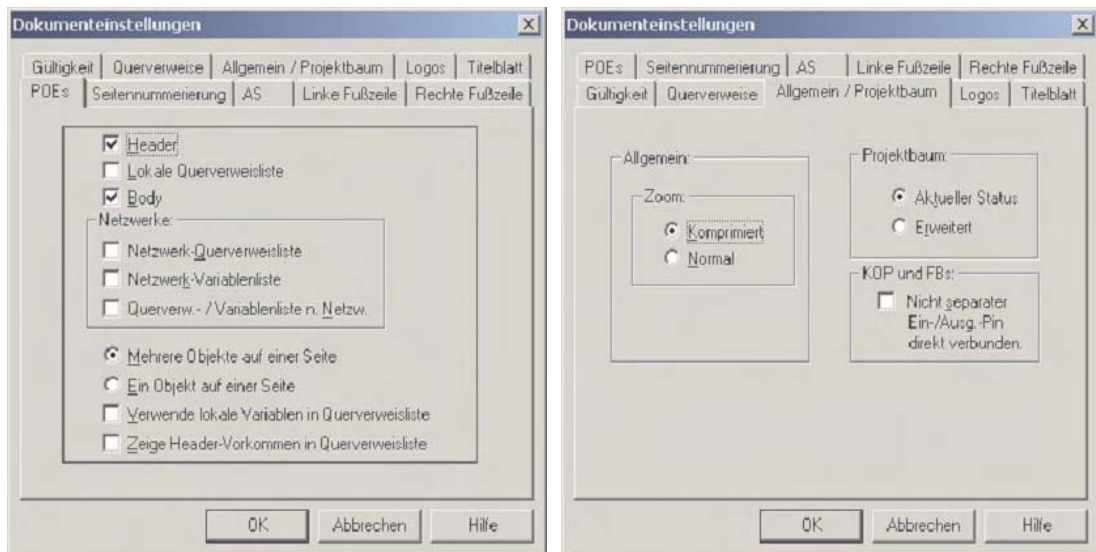 Dokumenteinstellungen
Gültigkeit Querverweise Allgemein / Projektbaum Logos Titelblatt
POEs Seitennummerierung AS Linke Fußzeile Rechte Fußzeile
Header
Lokale Querverweisliste
Body
Netzwerke:
Netzwerk-Querverweisliste
Netzwerk-Variablenliste
Querverw.- / Variablenliste n. Netzw.
Mehrere Objekte auf einer Seite
Ein Objekt auf einer Seite
Verwende lokale Variablen in Querverweisliste
Zeige Header-Vorkommen in Querverweisliste
OK Abbrechen Hilfe
Dokumenteinstellungen
POEs Seitennummerierung AS Linke Fußzeile Rechte Fußzeile
Gültigkeit Querverweise Allgemein / Projektbaum Logos Titelblatt
Allgemein:
Zoom:
Komprimiert
Normal
Projektbaum:
Aktueller Status
Erweitert
KOP und FBs:
Nicht separater
Ein-/Ausg.-Pin
direkt verbunden.
OK Abbrechen Hilfe